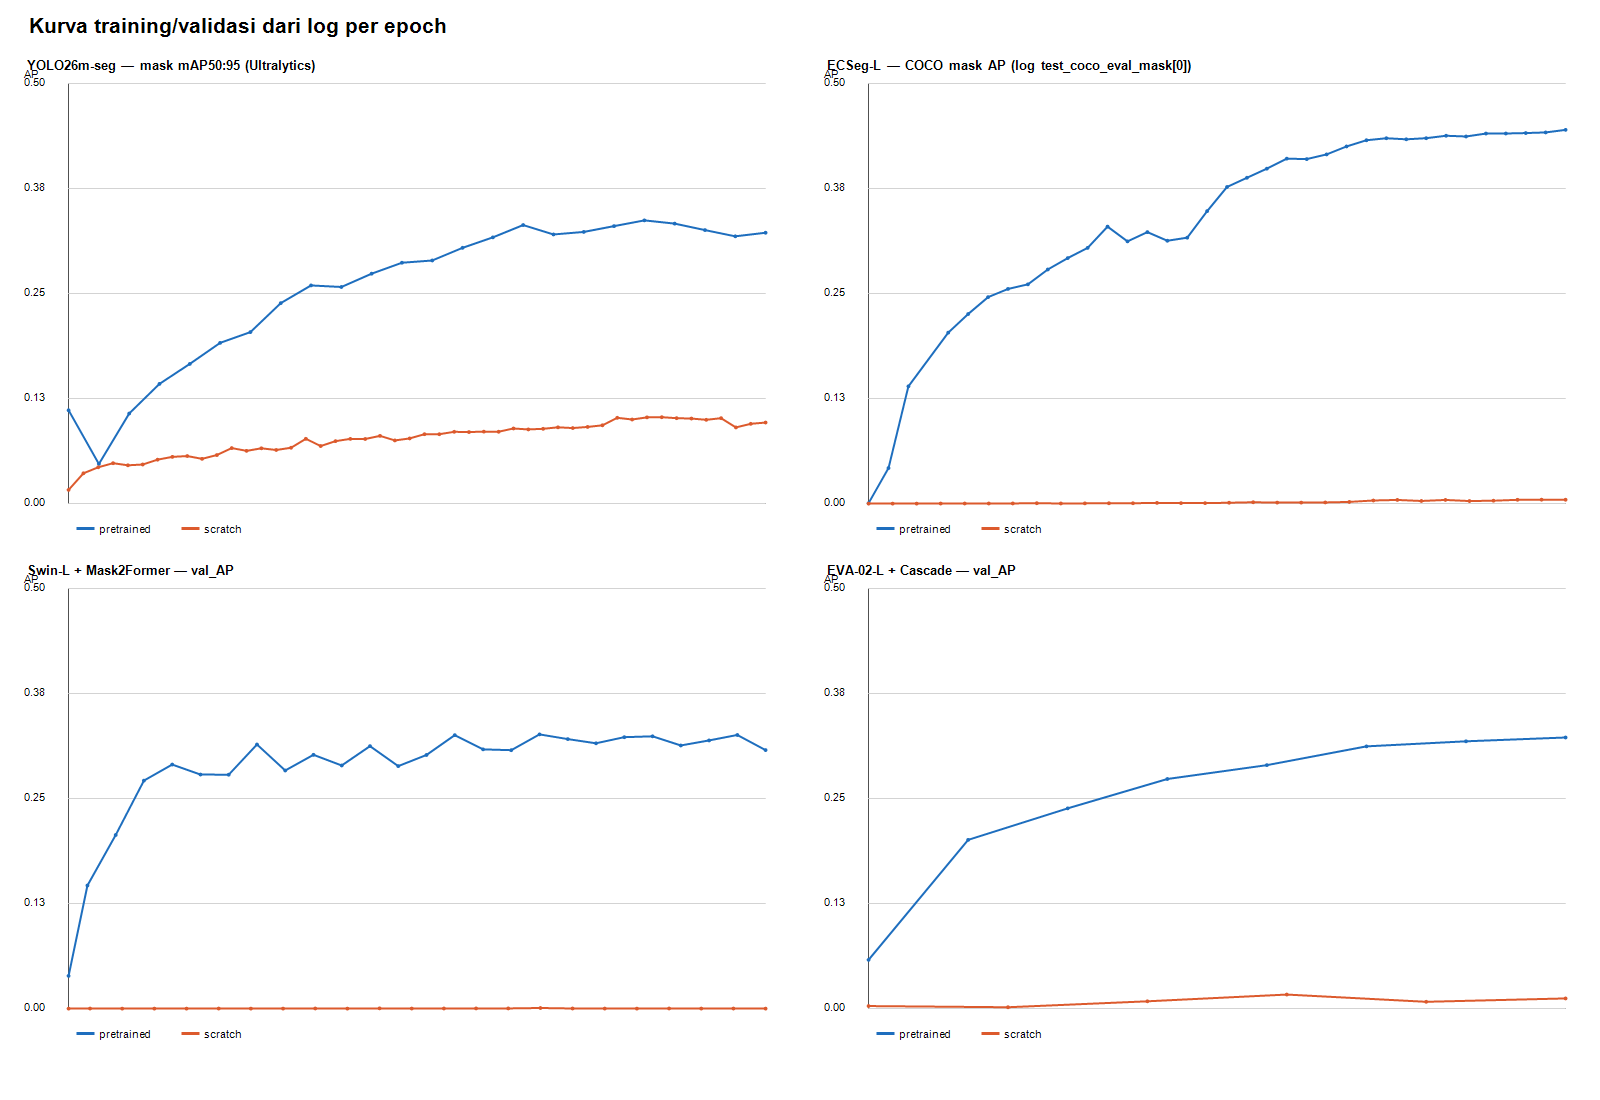 Kurva training/validasi dari log per epoch
YOLO26m-seg — mask mAP50:95 (Ultralytics)
AP
0.50
0.38
0.25
0.13
0.00
pretrained scratch
ECSeg-L — COCO mask AP (log test_coco_eval_mask[0])
AP
0.50
0.38
0.25
0.13
0.00
pretrained scratch
Swin-L + Mask2Former — val_AP
AP
0.50
0.38
0.25
0.13
0.00
pretrained scratch
EVA-02-L + Cascade — val_AP
AP
0.50
0.38
0.25
0.13
0.00
pretrained scratch